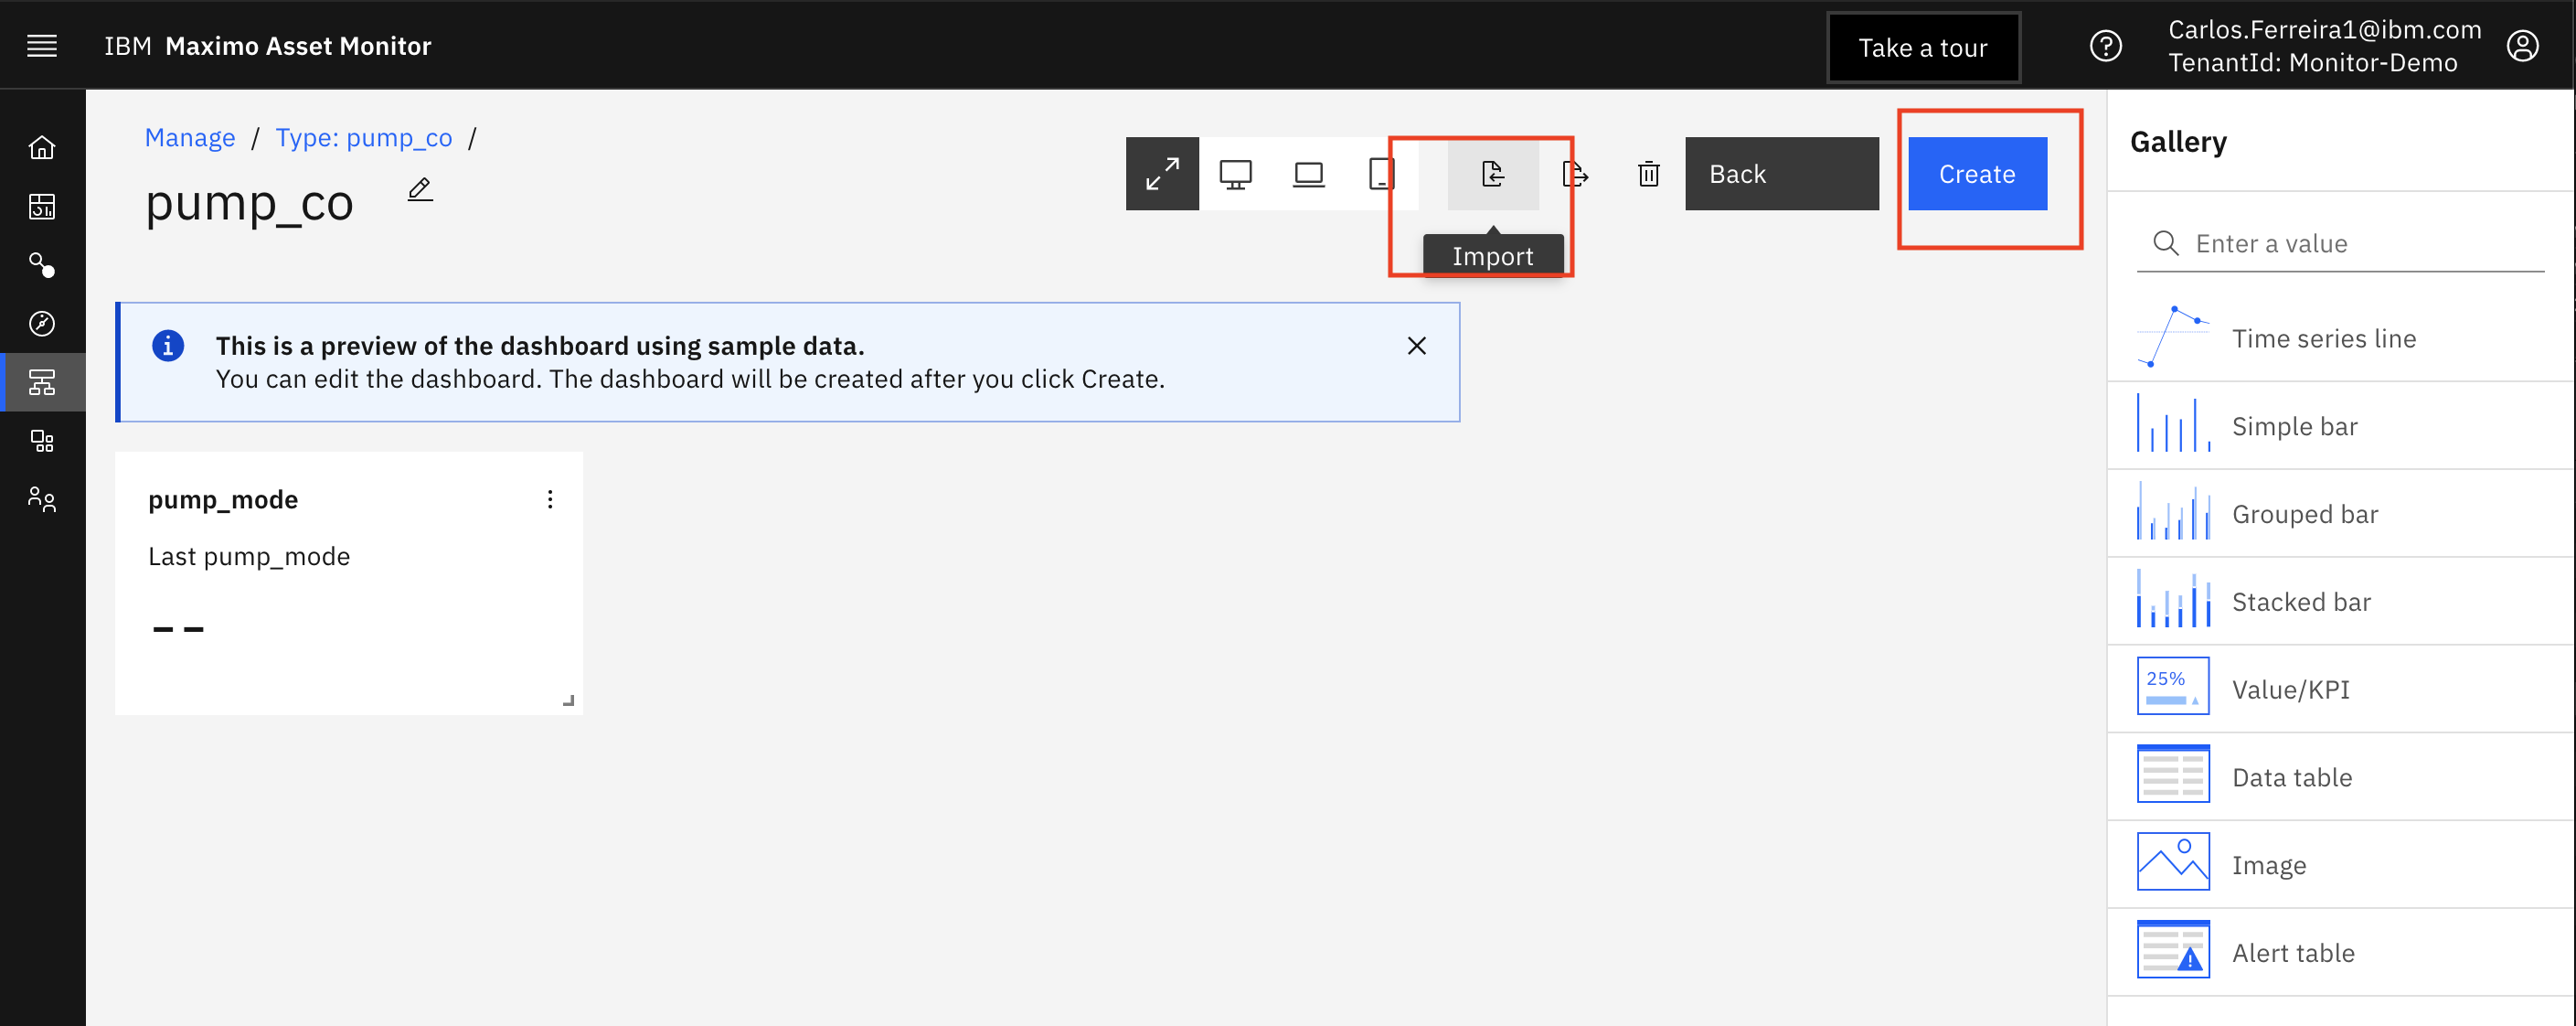 IBM Maximo Asset Monitor
Take a tour
Carlos.Ferreira1@ibm.com
TenantId: Monitor-Demo
Manage / Type: pump_co /
pump_co
Import
Back
Create
This is a preview of the dashboard using sample data.
You can edit the dashboard. The dashboard will be created after you click Create.
pump_mode
Last pump_mode
--
Gallery
Enter a value
Time series line
Simple bar
Grouped bar
Stacked bar
25%
Value/KPI
Data table
Image
Alert table